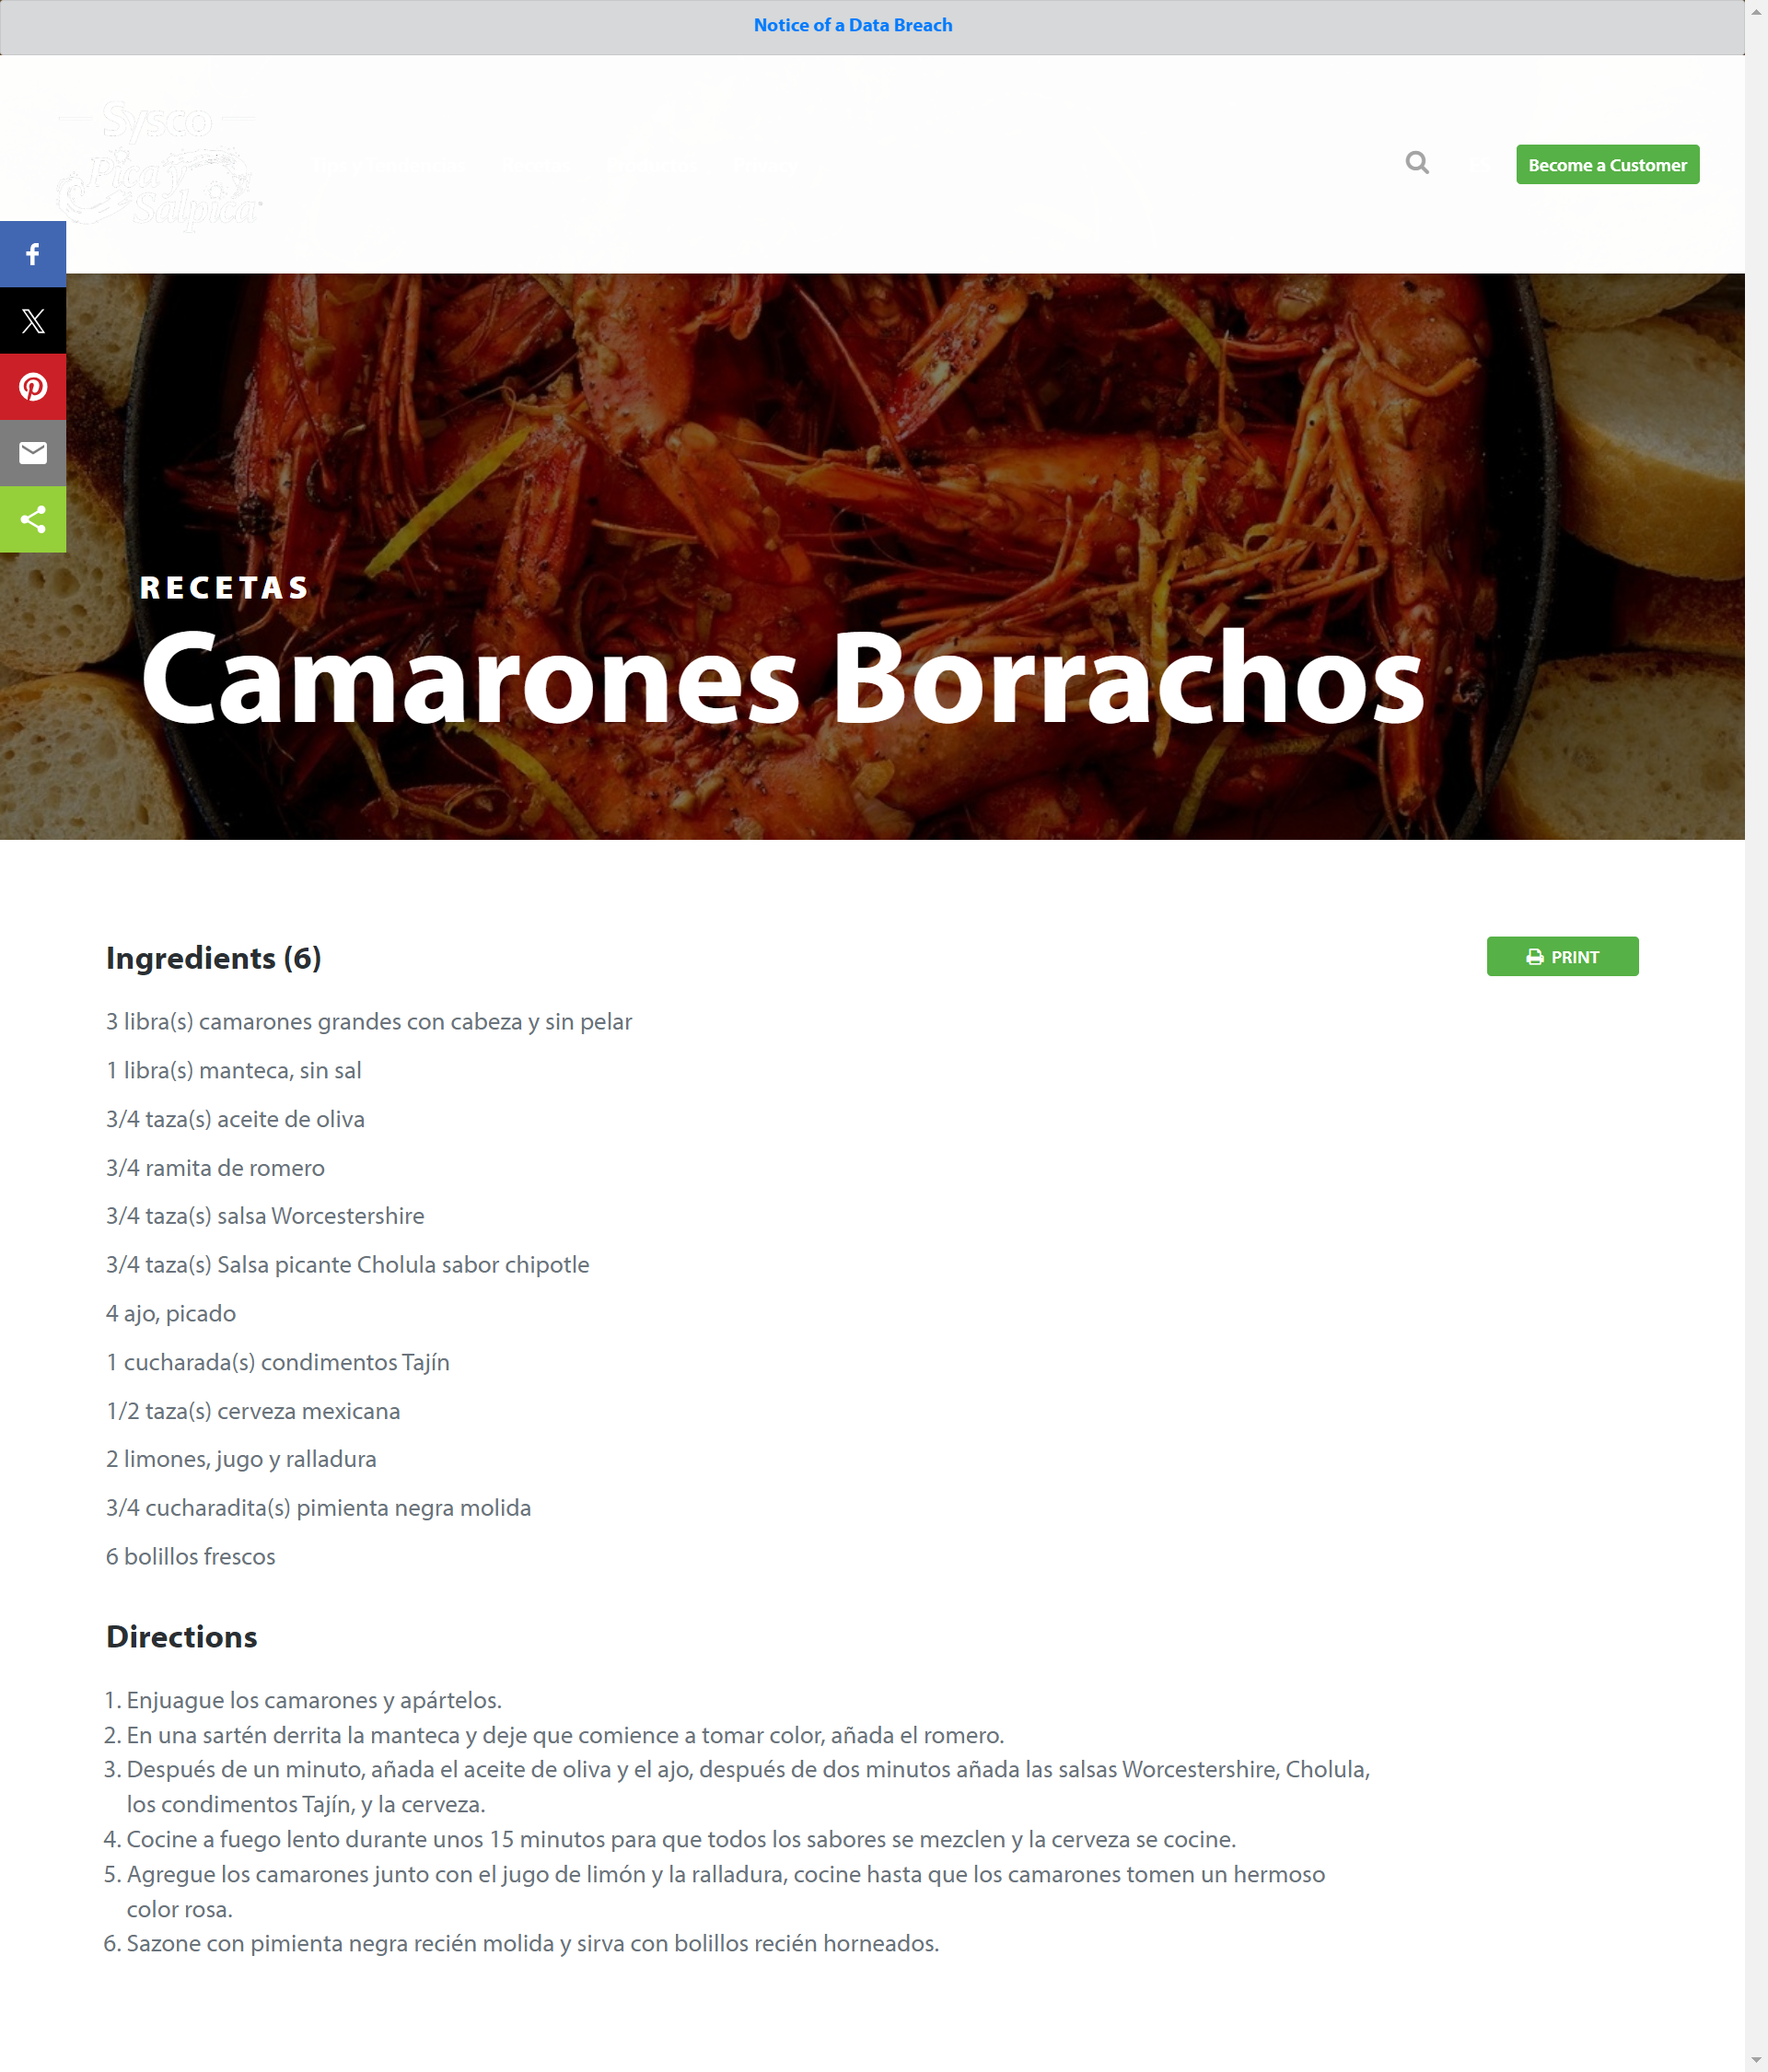 Notice of a Data Breach
Sysco
Pica y
Salpica
Become a Customer
RECETAS
Camarones Borrachos
Ingredients (6)
PRINT
3 libra(s) camarones grandes con cabeza y sin pelar
1 libra(s) manteca, sin sal
3/4 taza(s) aceite de oliva
3/4 ramita de romero
3/4 taza(s) salsa Worcestershire
3/4 taza(s) Salsa picante Cholula sabor chipotle
4 ajo, picado
1 cucharada(s) condimentos Tajín
1/2 taza(s) cerveza mexicana
2 limones, jugo y ralladura
3/4 cucharadita(s) pimienta negra molida
6 bolillos frescos
Directions
1. Enjuague los camarones y apártelos.
2. En una sartén derrita la manteca y deje que comience a tomar color, añada el romero.
3. Después de un minuto, añada el aceite de oliva y el ajo, después de dos minutos añada las salsas Worcestershire, Cholula,
los condimentos Tajín, y la cerveza.
4. Cocine a fuego lento durante unos 15 minutos para que todos los sabores se mezclen y la cerveza se cocine.
5. Agregue los camarones junto con el jugo de limón y la ralladura, cocine hasta que los camarones tomen un hermoso
color rosa.
6. Sazone con pimienta negra recién molida y sirva con bolillos recién horneados.